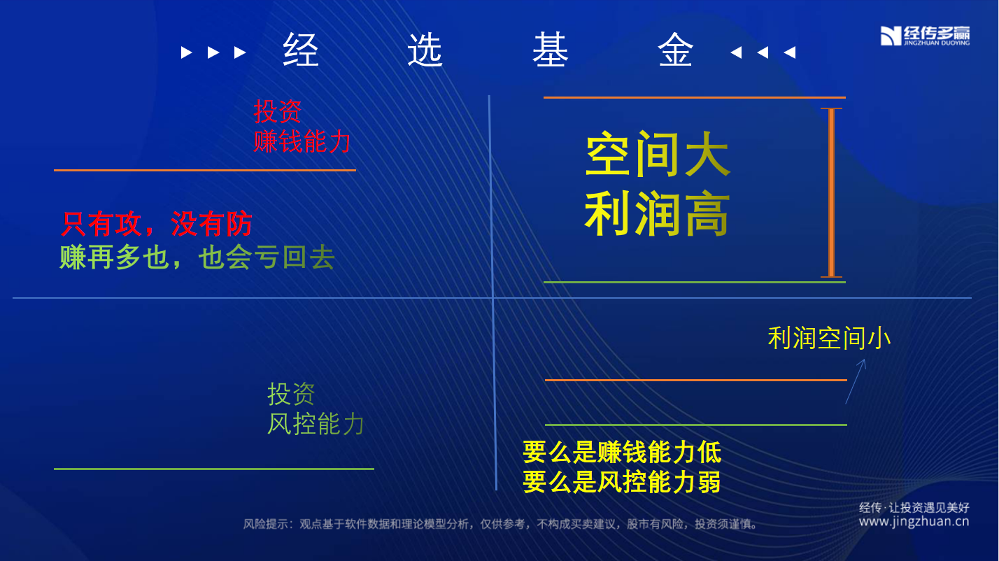 经选基金
经传多赢
JINGZHUAN DUOYING
投资
赚钱能力
只有攻，没有防
赚再多也，也会亏回去
空间大
利润高
投资
风控能力
利润空间小
要么是赚钱能力低
要么是风控能力弱
经传·让投资遇见美好
www.jingzhuan.cn
风险提示：观点基于软件数据和理论模型分析，仅供参考，不构成买卖建议，股市有风险，投资须谨慎。